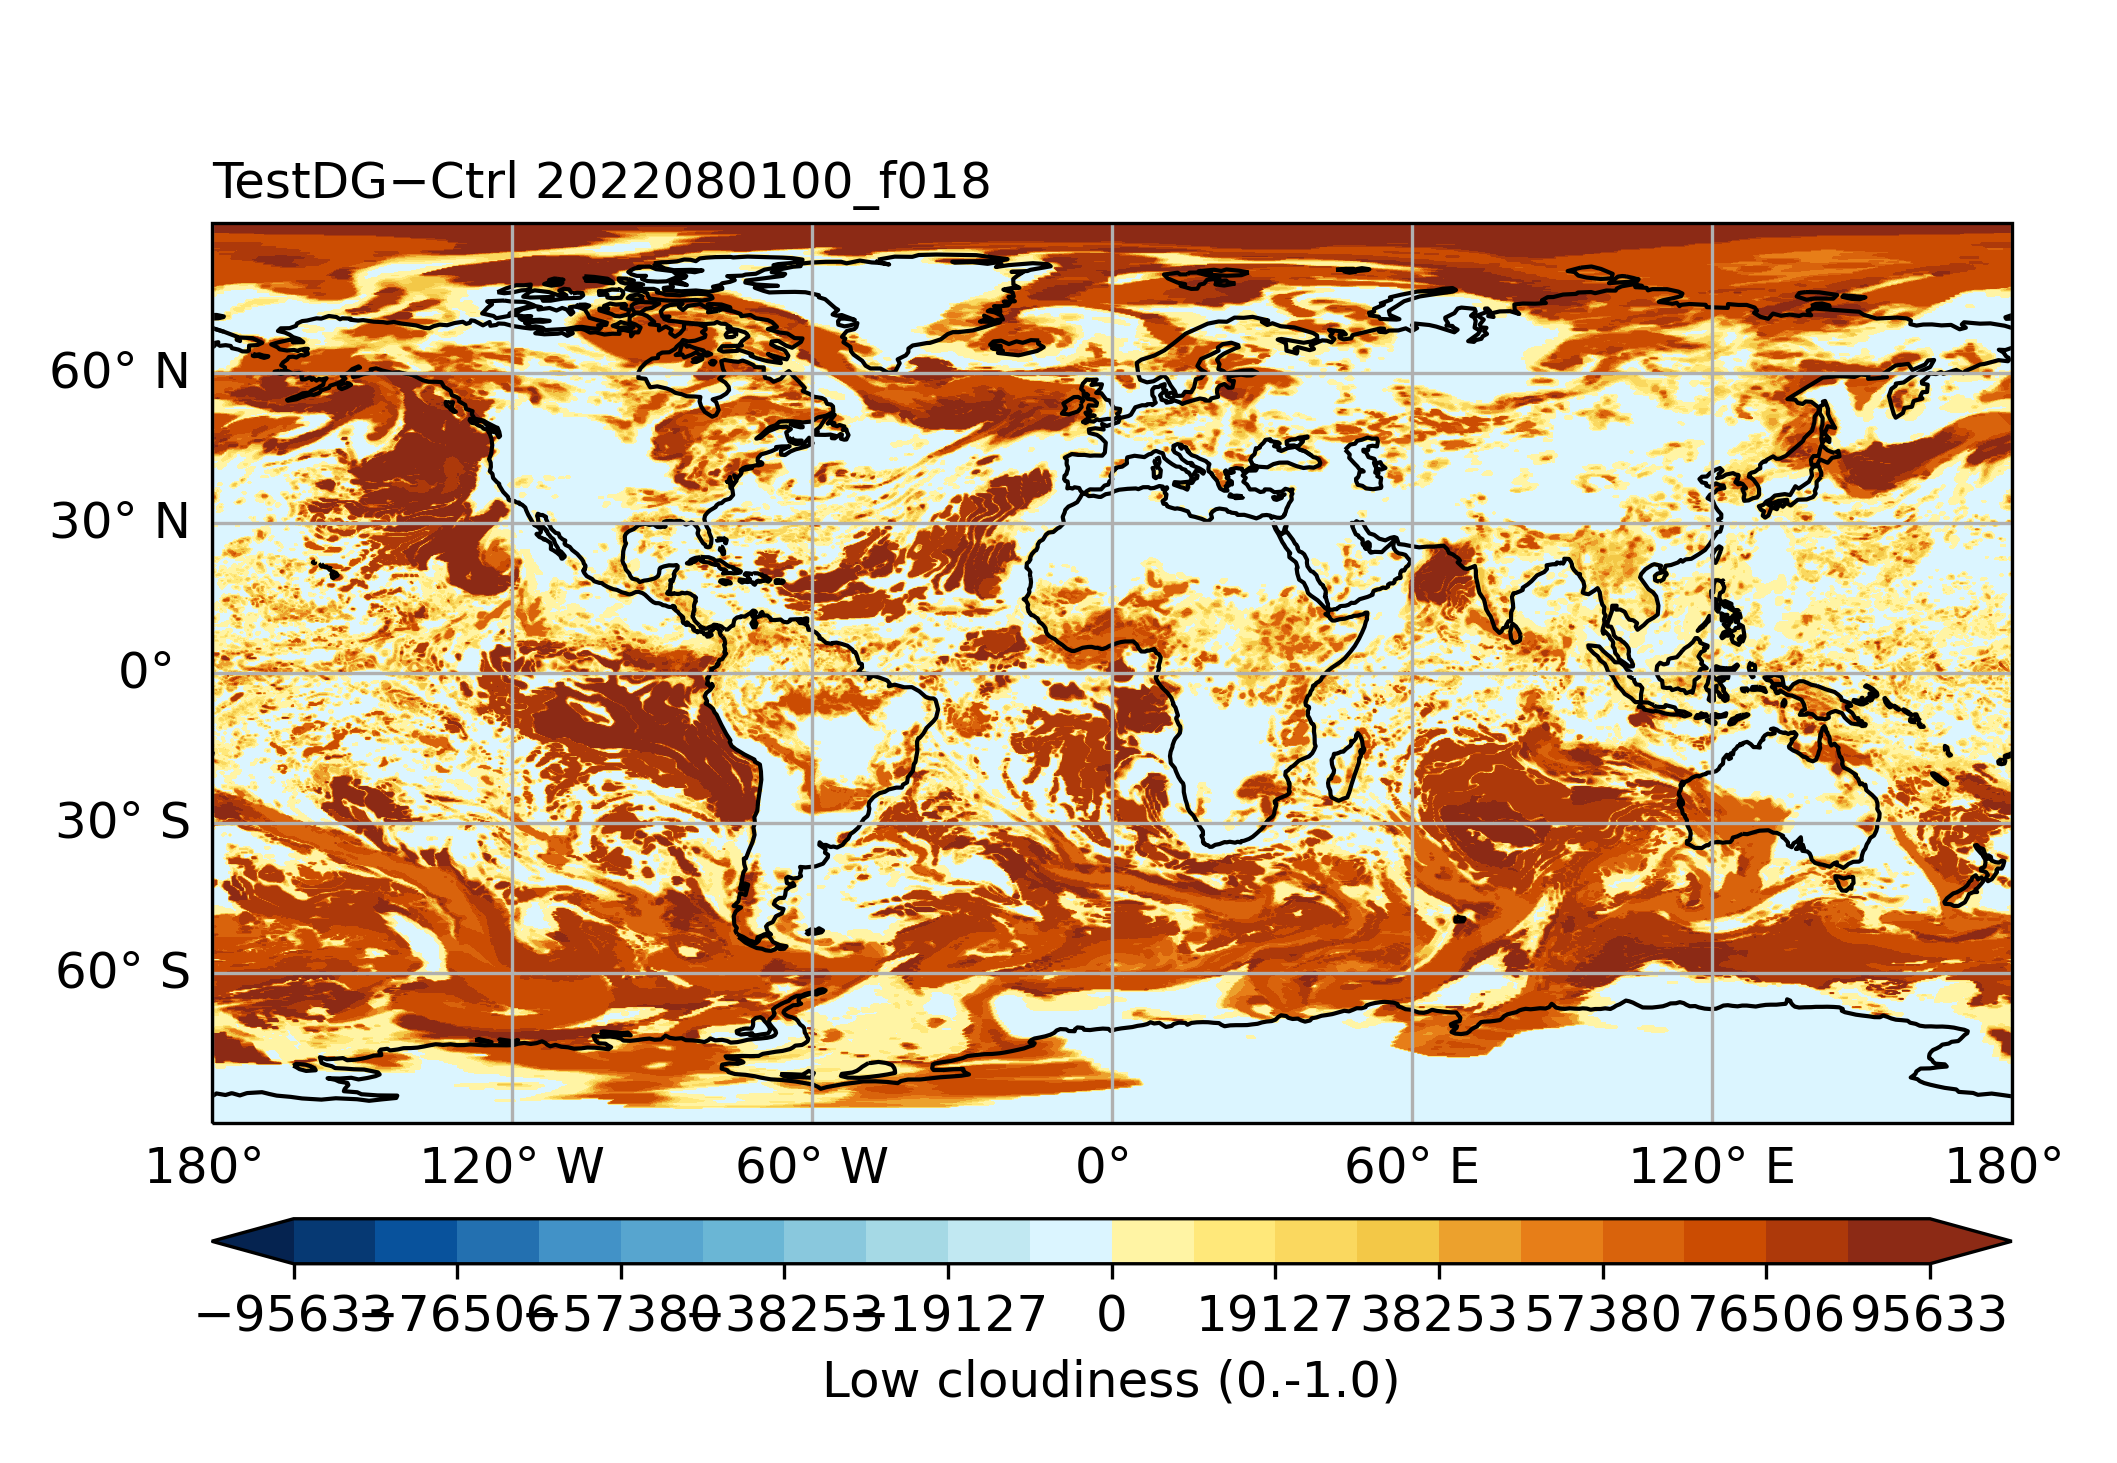 TestDG−Ctrl 2022080100_f018
60° N
30° N
0°
30° S
60° S
180° 120° W 60° W 0° 60° E 120° E 180°
−95633 −76506 −57380 −38253 −19127 0 19127 38253 57380 76506 95633
Low cloudiness (0.-1.0)